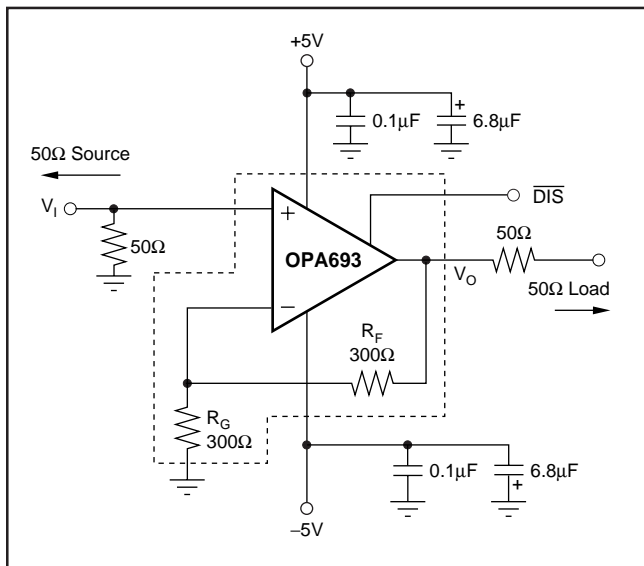 +5V
+
0.1μF
6.8μF
50Ω Source
V_I
DIS
+
50Ω
OPA693
50Ω
V_O
50Ω Load
−
R_F
300Ω
R_G
300Ω
0.1μF
6.8μF
+
−5V